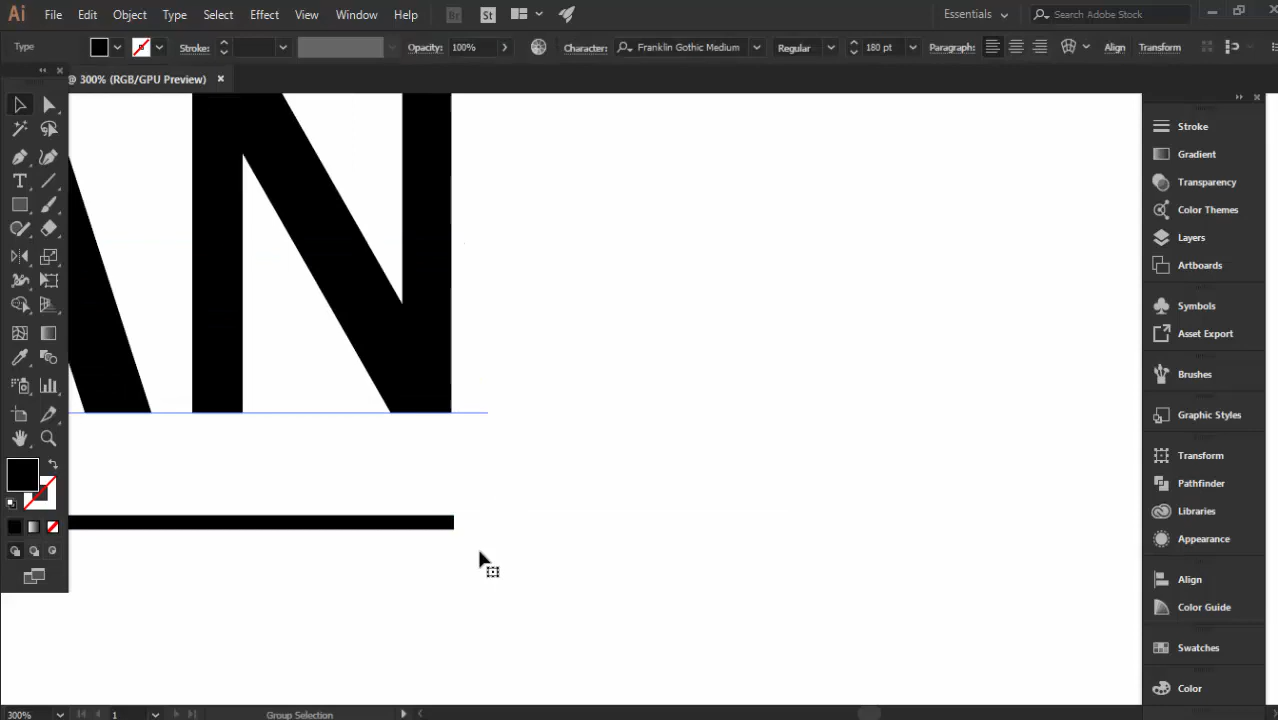 Ai File Edit Object Type Select Effect View Window Help Br St Essentials Search Adobe Stock
Type Stroke: Opacity: 100% Character: Franklin Gothic Medium Regular 180 pt Paragraph: Align Transform
@ 300% (RGB/GPU Preview) ×
N
Stroke
Gradient
Transparency
Color Themes
Layers
Artboards
Symbols
Asset Export
Brushes
Graphic Styles
Transform
Pathfinder
Libraries
Appearance
Align
Color Guide
Swatches
Color
300% 1 Group Selection